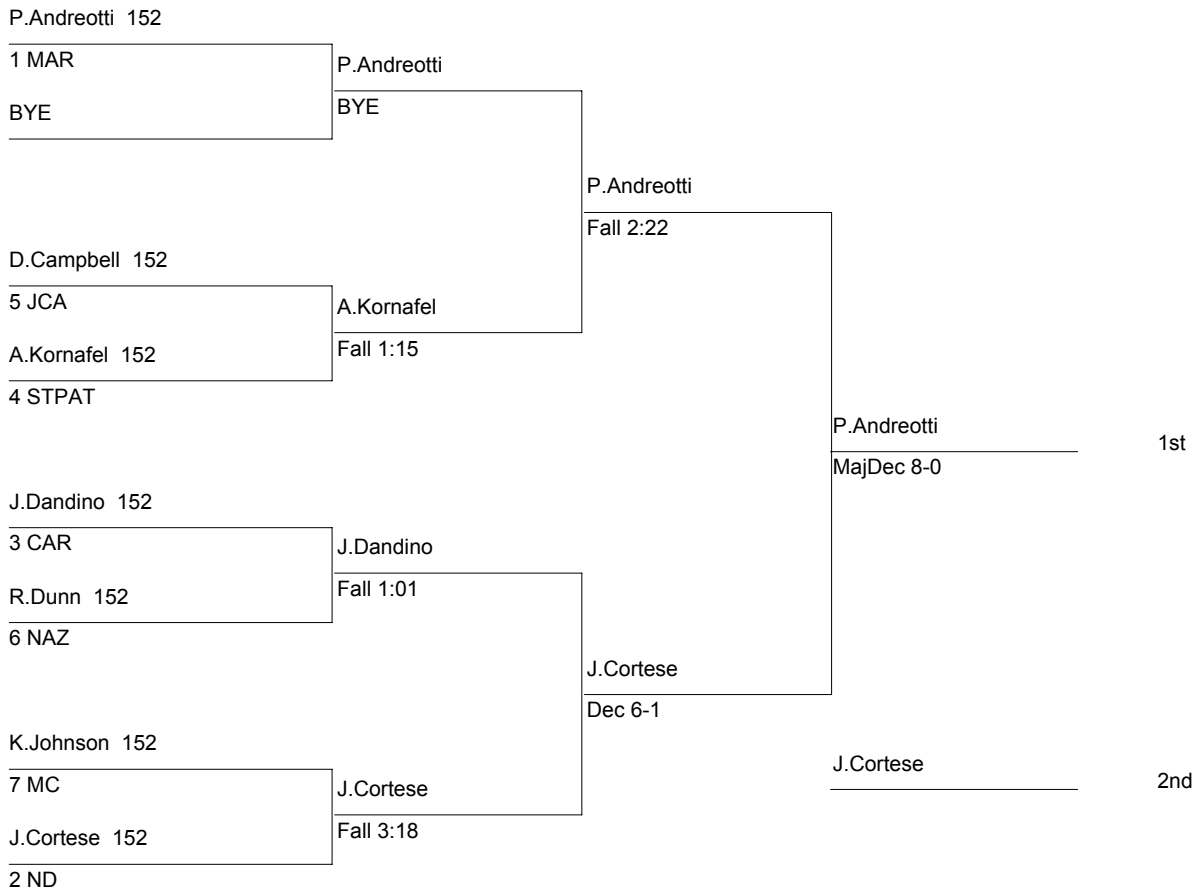 P.Andreotti 152
1 MAR
BYE
D.Campbell 152
5 JCA
A.Kornafel 152
4 STPAT
J.Dandino 152
3 CAR
R.Dunn 152
6 NAZ
K.Johnson 152
7 MC
J.Cortese 152
2 ND
P.Andreotti
BYE
A.Kornafel
Fall 1:15
J.Dandino
Fall 1:01
J.Cortese
Fall 3:18
P.Andreotti
Fall 2:22
J.Cortese
Dec 6-1
P.Andreotti
MajDec 8-0
1st
J.Cortese
2nd